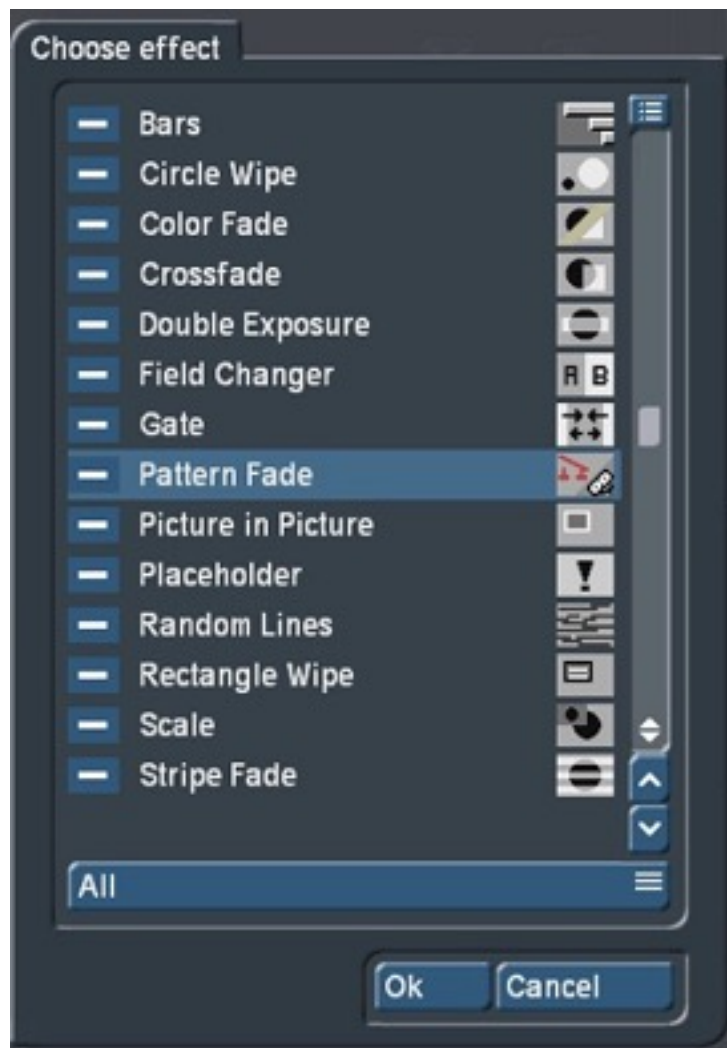 Choose effect
Bars
Circle Wipe
Color Fade
Crossfade
Double Exposure
Field Changer
A B
Gate
Pattern Fade
Picture in Picture
Placeholder
!
Random Lines
Rectangle Wipe
Scale
Stripe Fade
All
Ok
Cancel